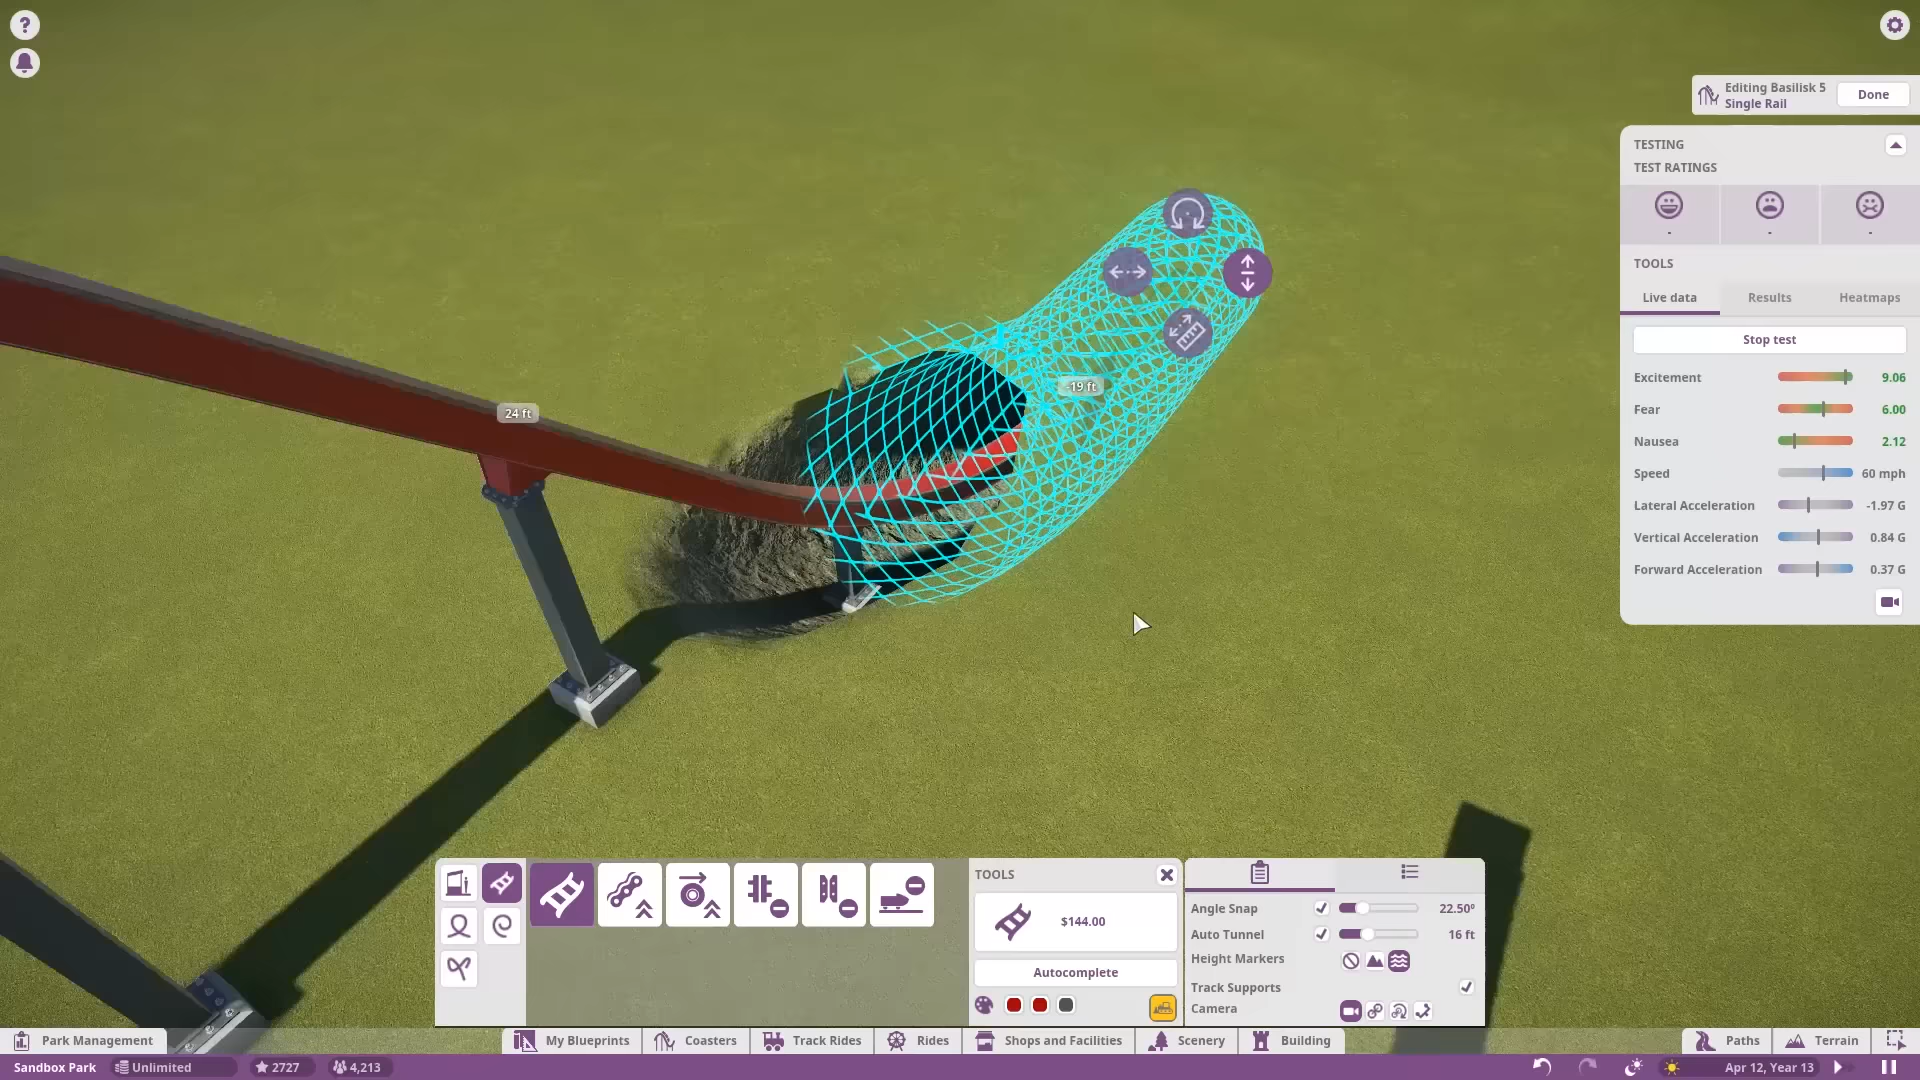 ?
Editing Basilisk 5
Single Rail
Done
TESTING
TEST RATINGS
-
-
-
TOOLS
Live data
Results
Heatmaps
Stop test
Excitement
9.06
Fear
6.00
Nausea
2.12
Speed
60 mph
Lateral Acceleration
-1.97 G
Vertical Acceleration
0.84 G
Forward Acceleration
0.37 G
-19 ft
24 ft
TOOLS
$144.00
Autocomplete
Angle Snap
22.50º
Auto Tunnel
16 ft
Height Markers
Track Supports
Camera
Park Management
My Blueprints
Coasters
Track Rides
Rides
Shops and Facilities
Scenery
Building
Paths
Terrain
Sandbox Park
Unlimited
2727
4,213
Apr 12, Year 13